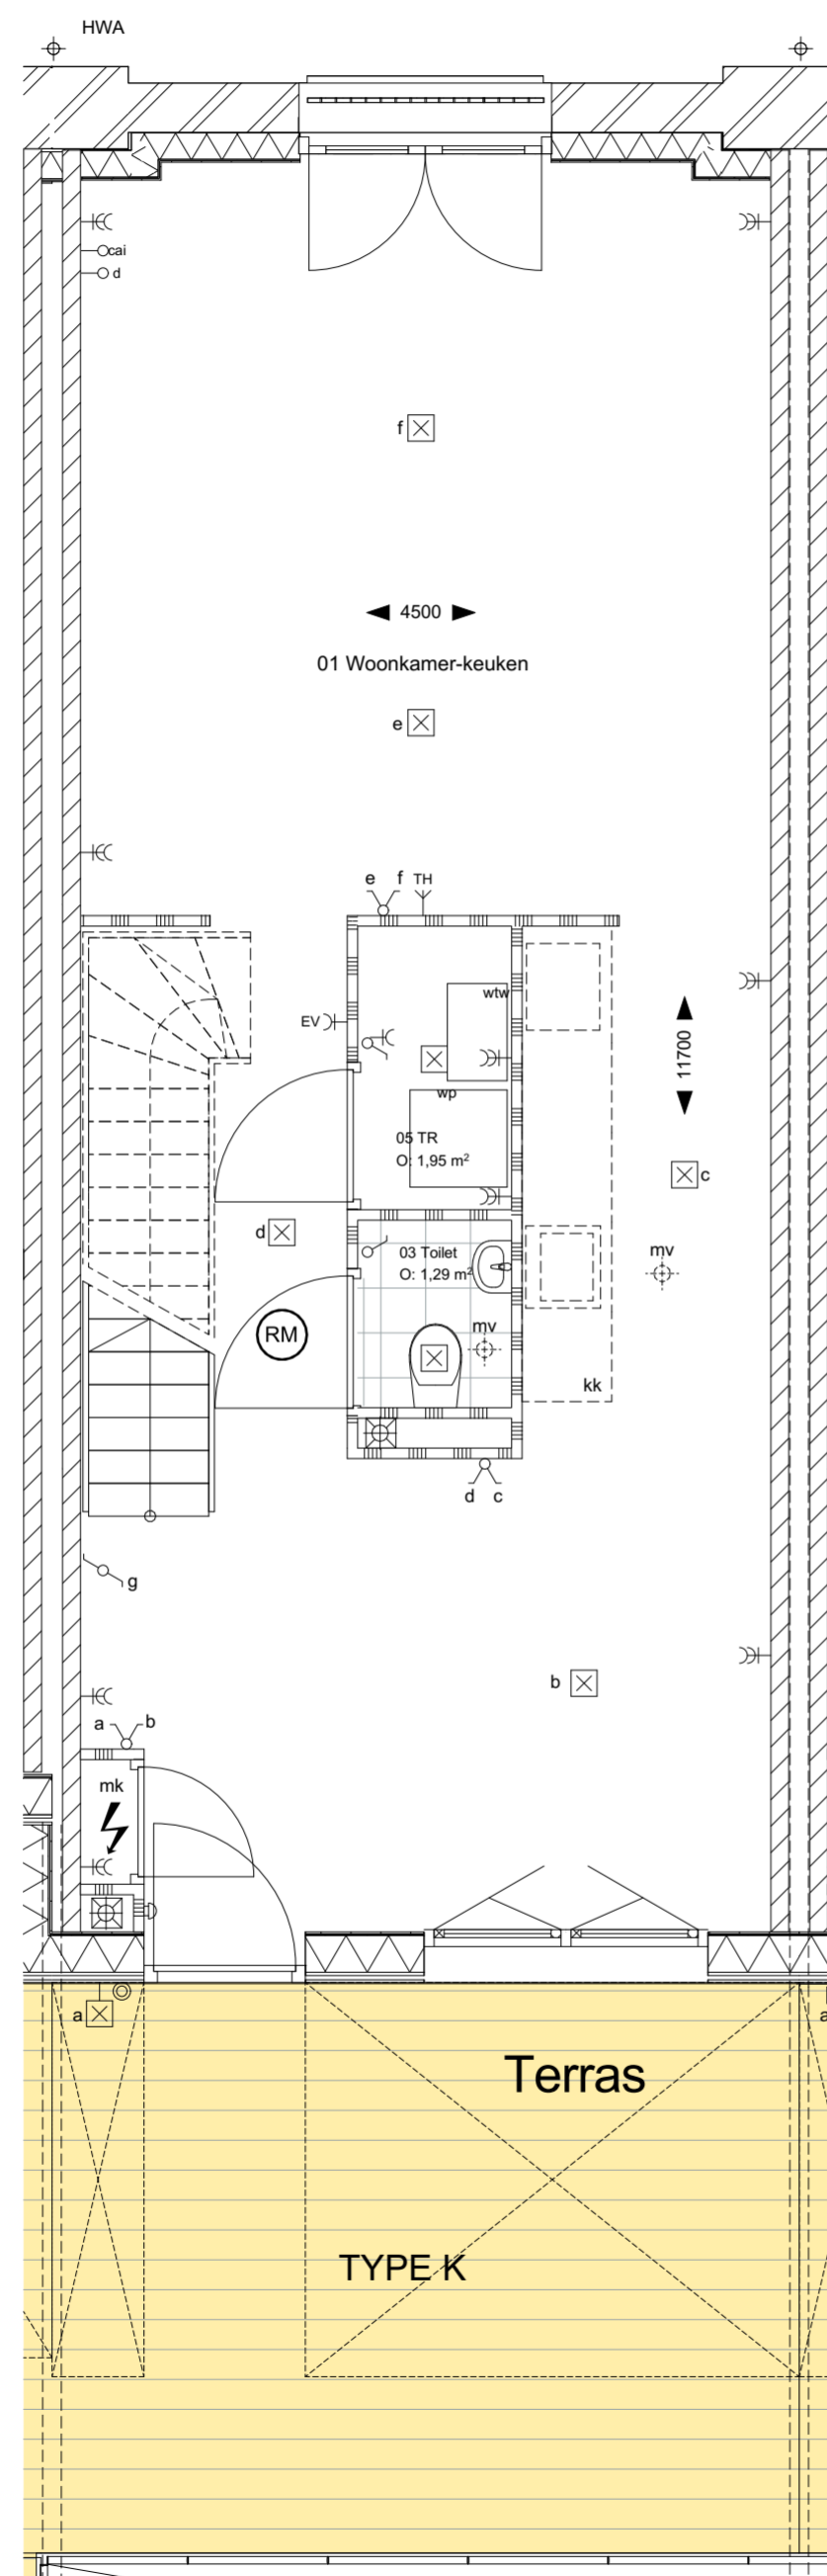 HWA
cai
d
f
4500
01 Woonkamer-keuken
e
e f TH
wtw
EV
wp
11700
05 TR
O: 1,95 m²
c
d
03 Toilet
O: 1,29 m²
mv
RM
mv
kk
d c
g
b
a b
mk
a
a
Terras
TYPE K